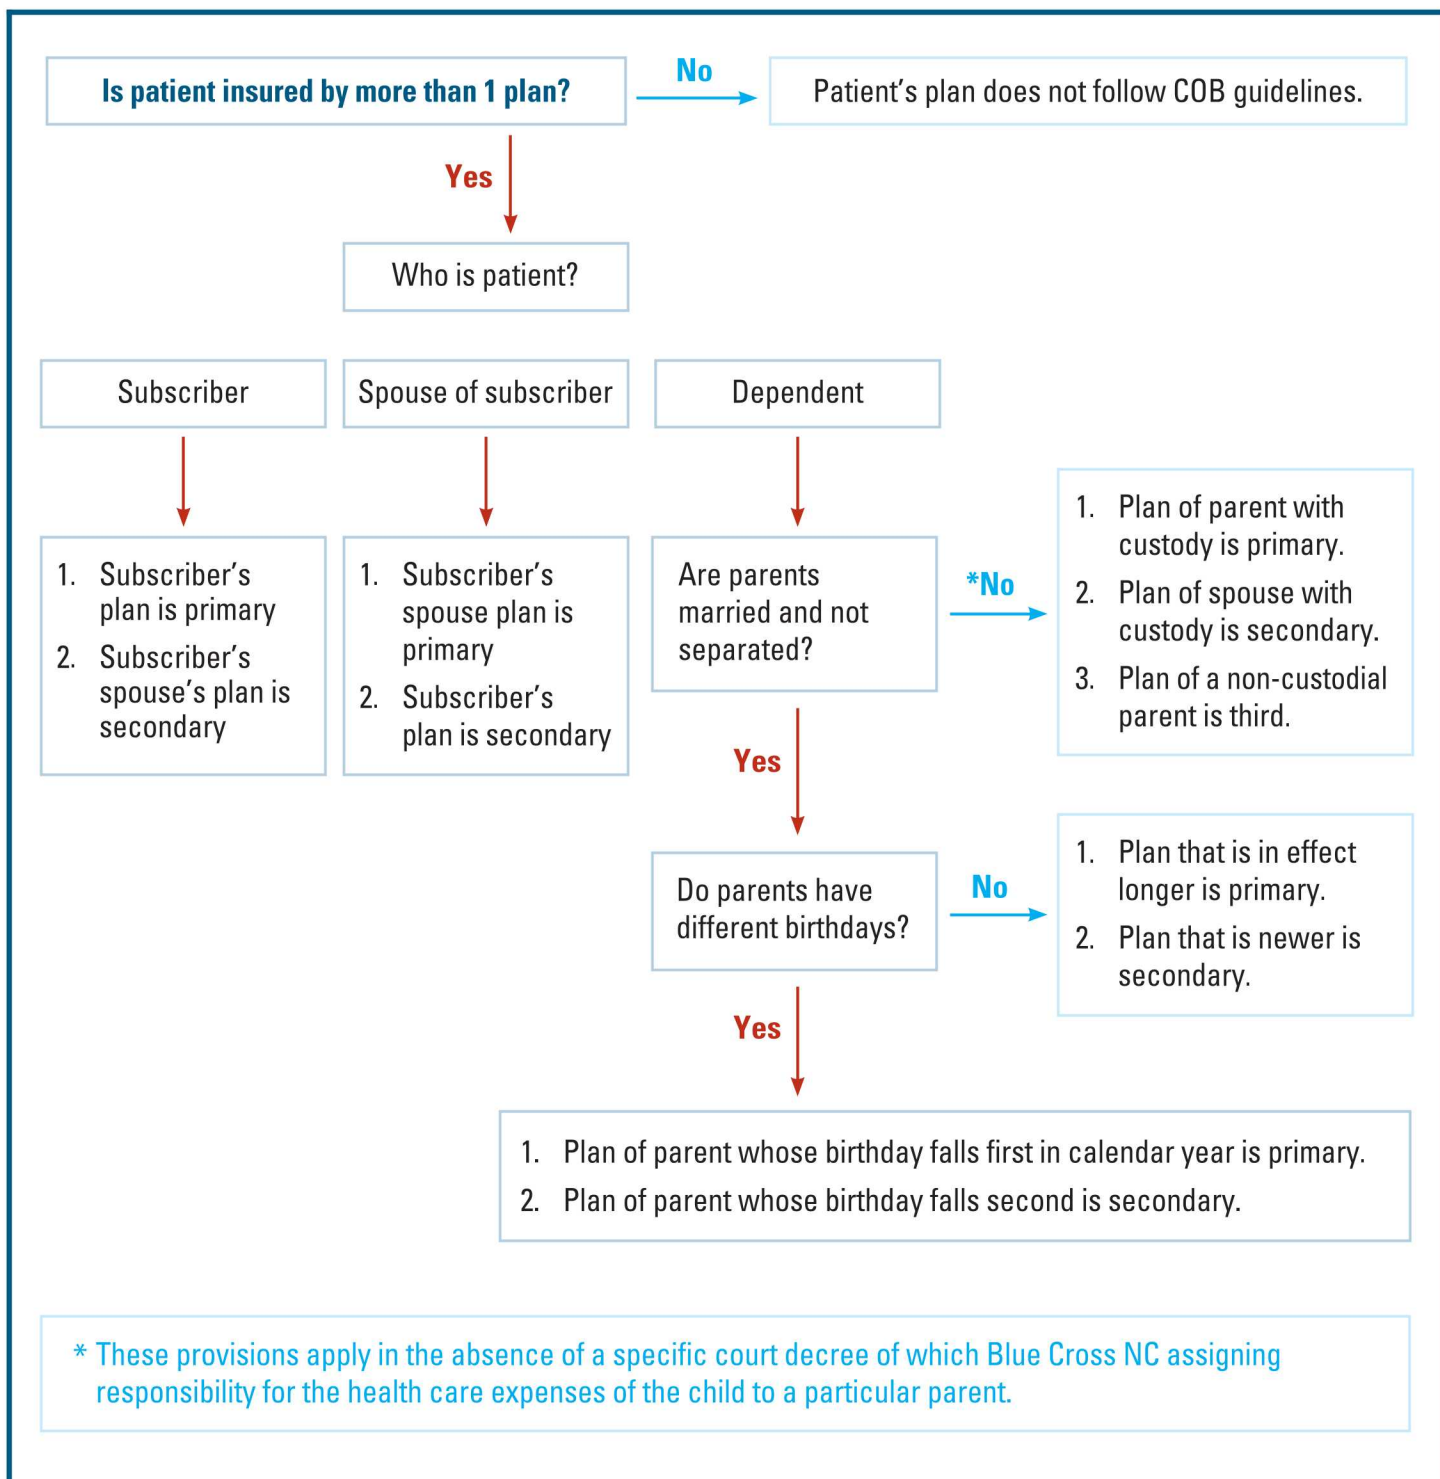 Is patient insured by more than 1 plan?
No
Patient's plan does not follow COB guidelines.
Yes
Who is patient?
Subscriber
Spouse of subscriber
Dependent
1. Subscriber's
plan is primary
2. Subscriber's
spouse's plan is
secondary
1. Subscriber's
spouse plan is
primary
2. Subscriber's
plan is secondary
Are parents
married and not
separated?
*No
1. Plan of parent with
custody is primary.
2. Plan of spouse with
custody is secondary.
3. Plan of a non-custodial
parent is third.
Yes
Do parents have
different birthdays?
No
1. Plan that is in effect
longer is primary.
2. Plan that is newer is
secondary.
Yes
1. Plan of parent whose birthday falls first in calendar year is primary.
2. Plan of parent whose birthday falls second is secondary.
* These provisions apply in the absence of a specific court decree of which Blue Cross NC assigning
responsibility for the health care expenses of the child to a particular parent.